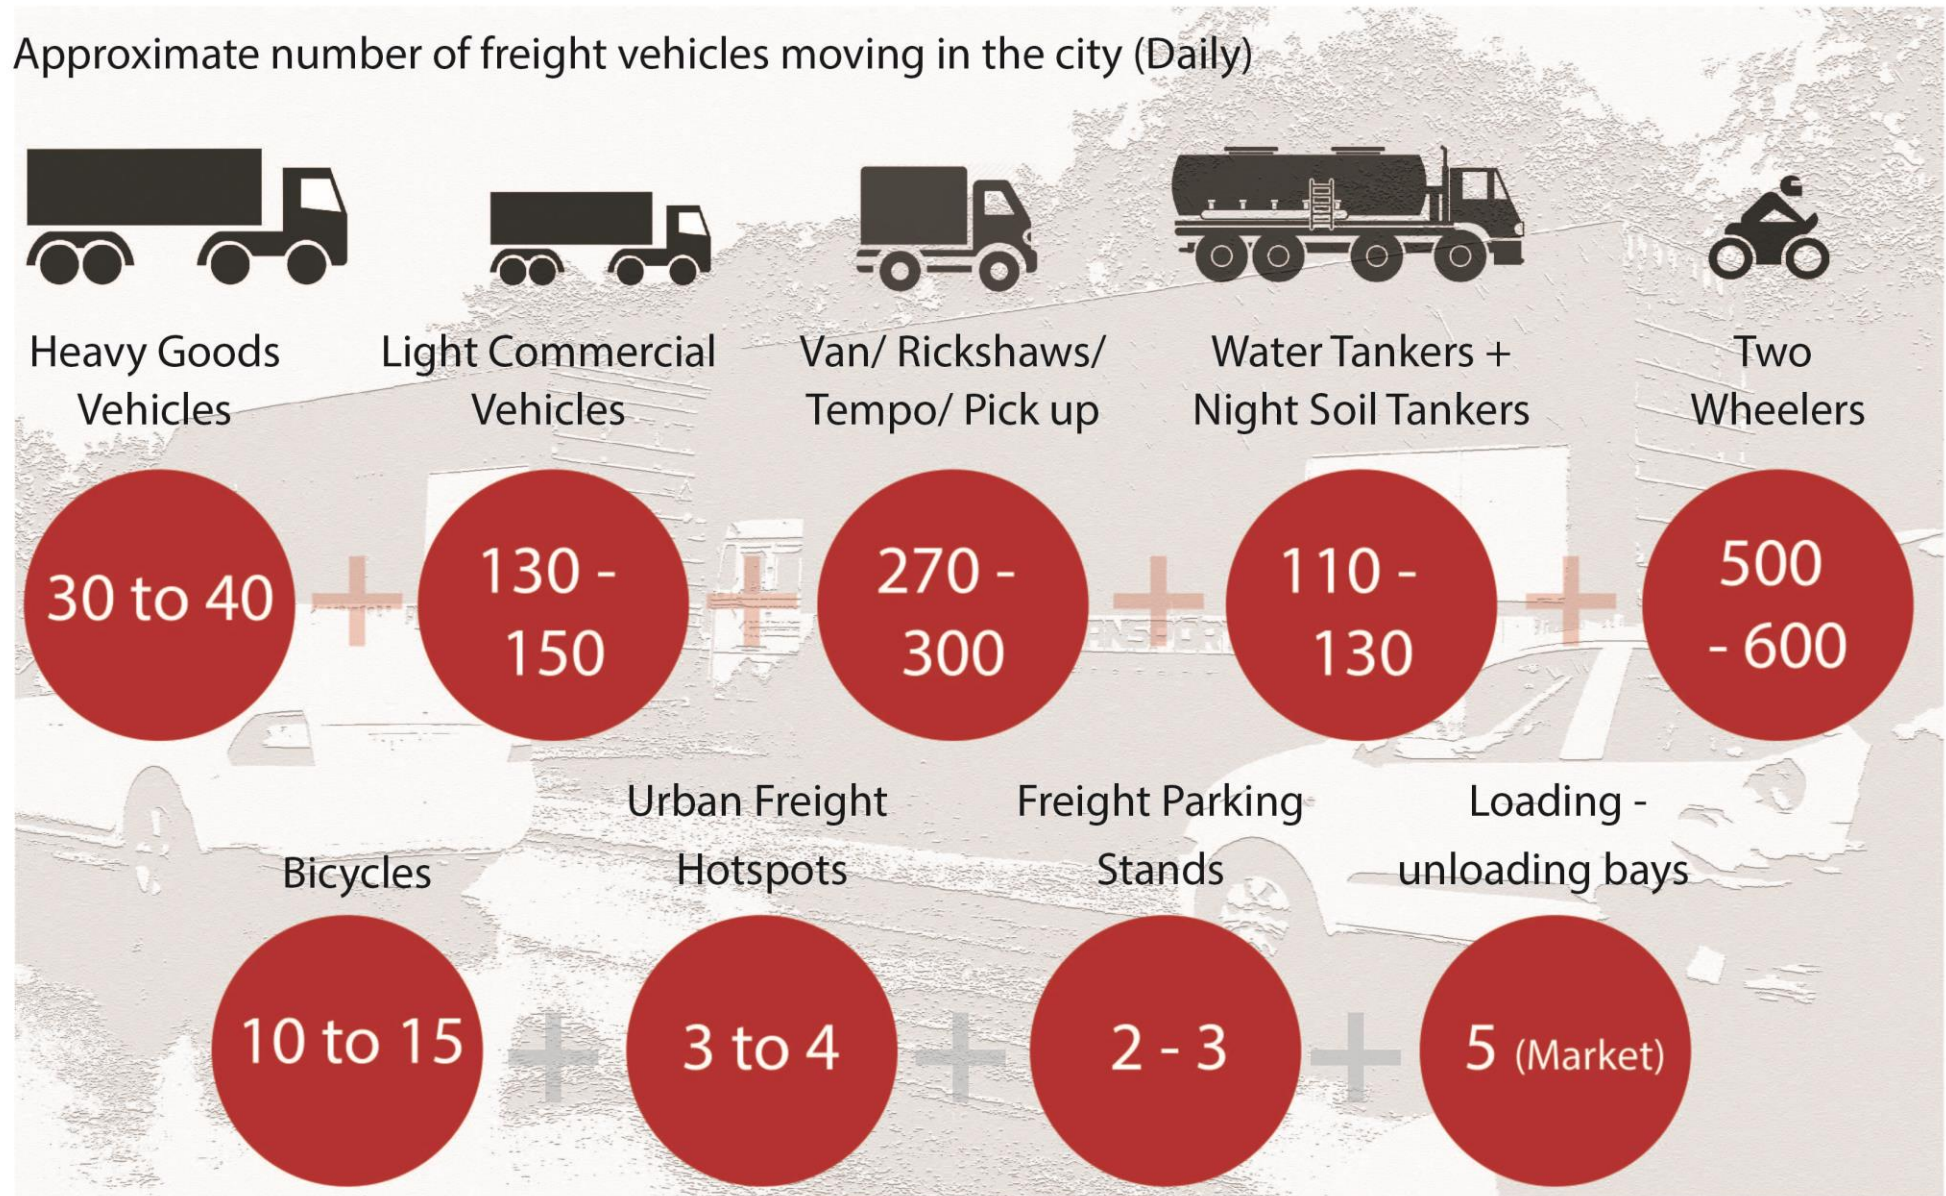 Approximate number of freight vehicles moving in the city (Daily)
Heavy Goods
Vehicles
Light Commercial
Vehicles
Van/ Rickshaws/
Tempo/ Pick up
Water Tankers +
Night Soil Tankers
Two
Wheelers
30 to 40
+
130 -
150
+
270 -
300
+
110 -
130
+
500
- 600
Bicycles
Urban Freight
Hotspots
Freight Parking
Stands
Loading -
unloading bays
10 to 15
+
3 to 4
+
2 - 3
+
5 (Market)